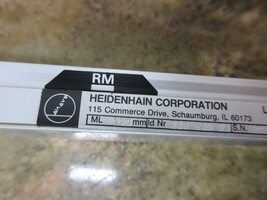 RM
HEIDENHAIN CORPORATION
115 Commerce Drive, Schaumburg, IL 60173
ML mm Id Nr S.N.